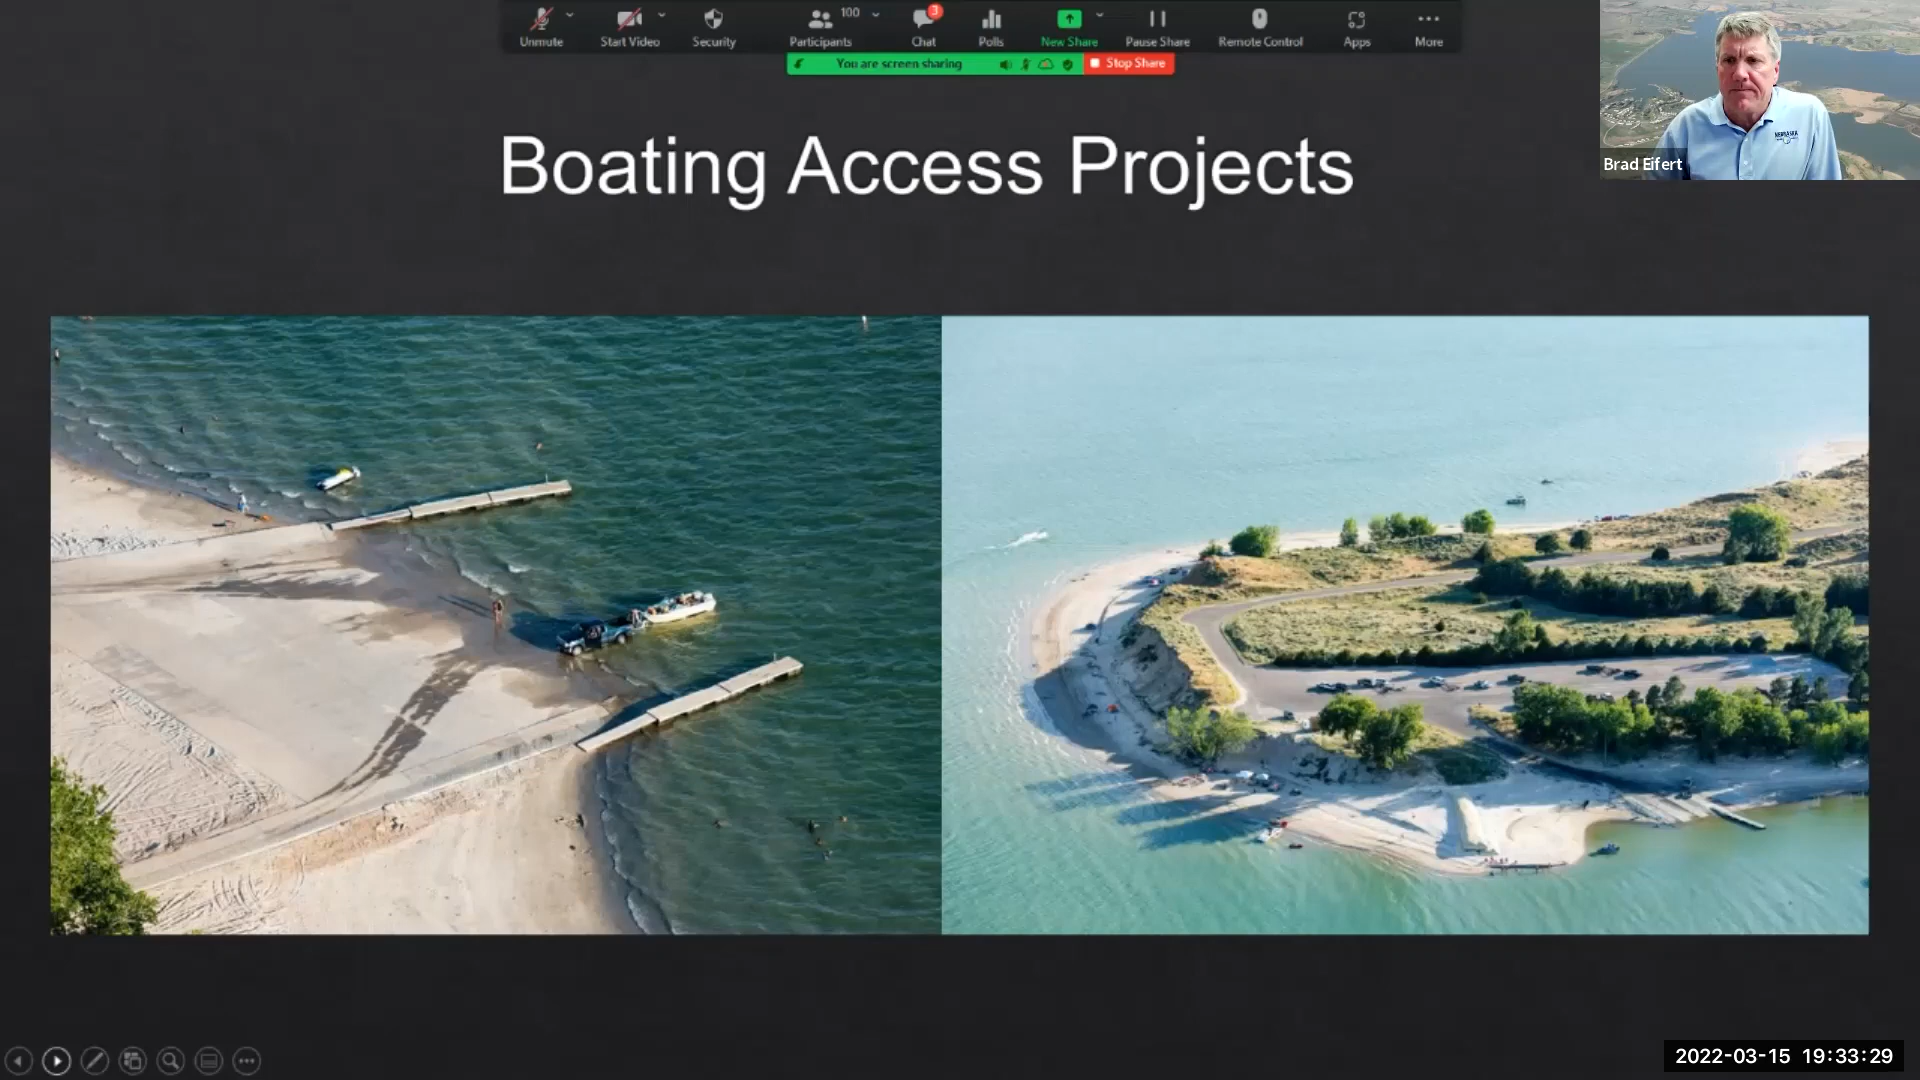 100
3
Unmute
Start Video
Security
Participants
Chat
Polls
New Share
Pause Share
Remote Control
Apps
More
You are screen sharing
Stop Share
Boating Access Projects
NEBRASKA
Brad Eifert
2022-03-15 19:33:29